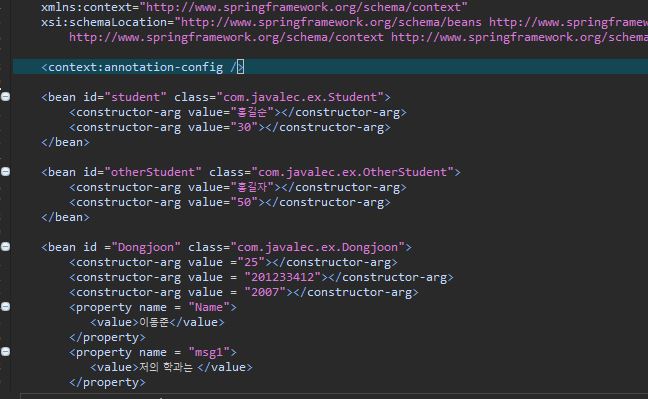 xmlns:context="http://www.springframework.org/schema/context"
xsi:schemaLocation="http://www.springframework.org/schema/beans http://www.springframework
http://www.springframework.org/schema/context http://www.springframework.org/schema
<context:annotation-config />
<bean id="student" class="com.javalec.ex.Student">
<constructor-arg value="홍길순"></constructor-arg>
<constructor-arg value="30"></constructor-arg>
</bean>
<bean id="otherStudent" class="com.javalec.ex.OtherStudent">
<constructor-arg value="홍길자"></constructor-arg>
<constructor-arg value="50"></constructor-arg>
</bean>
<bean id ="Dongjoon" class="com.javalec.ex.Dongjoon">
<constructor-arg value ="25"></constructor-arg>
<constructor-arg value = "201233412"></constructor-arg>
<constructor-arg value = "2007"></constructor-arg>
<property name = "Name">
<value>이동준</value>
</property>
<property name = "msg1">
<value>저의 학과는 </value>
</property>